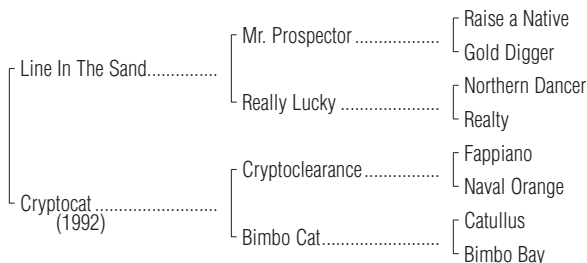 Raise a Native
Mr. Prospector ....................
Gold Digger
Line In The Sand...............
Northern Dancer
Really Lucky .......................
Realty
Fappiano
Cryptoclearance .................
Naval Orange
Cryptocat ..........................
(1992)
Catullus
Bimbo Cat..........................
Bimbo Bay